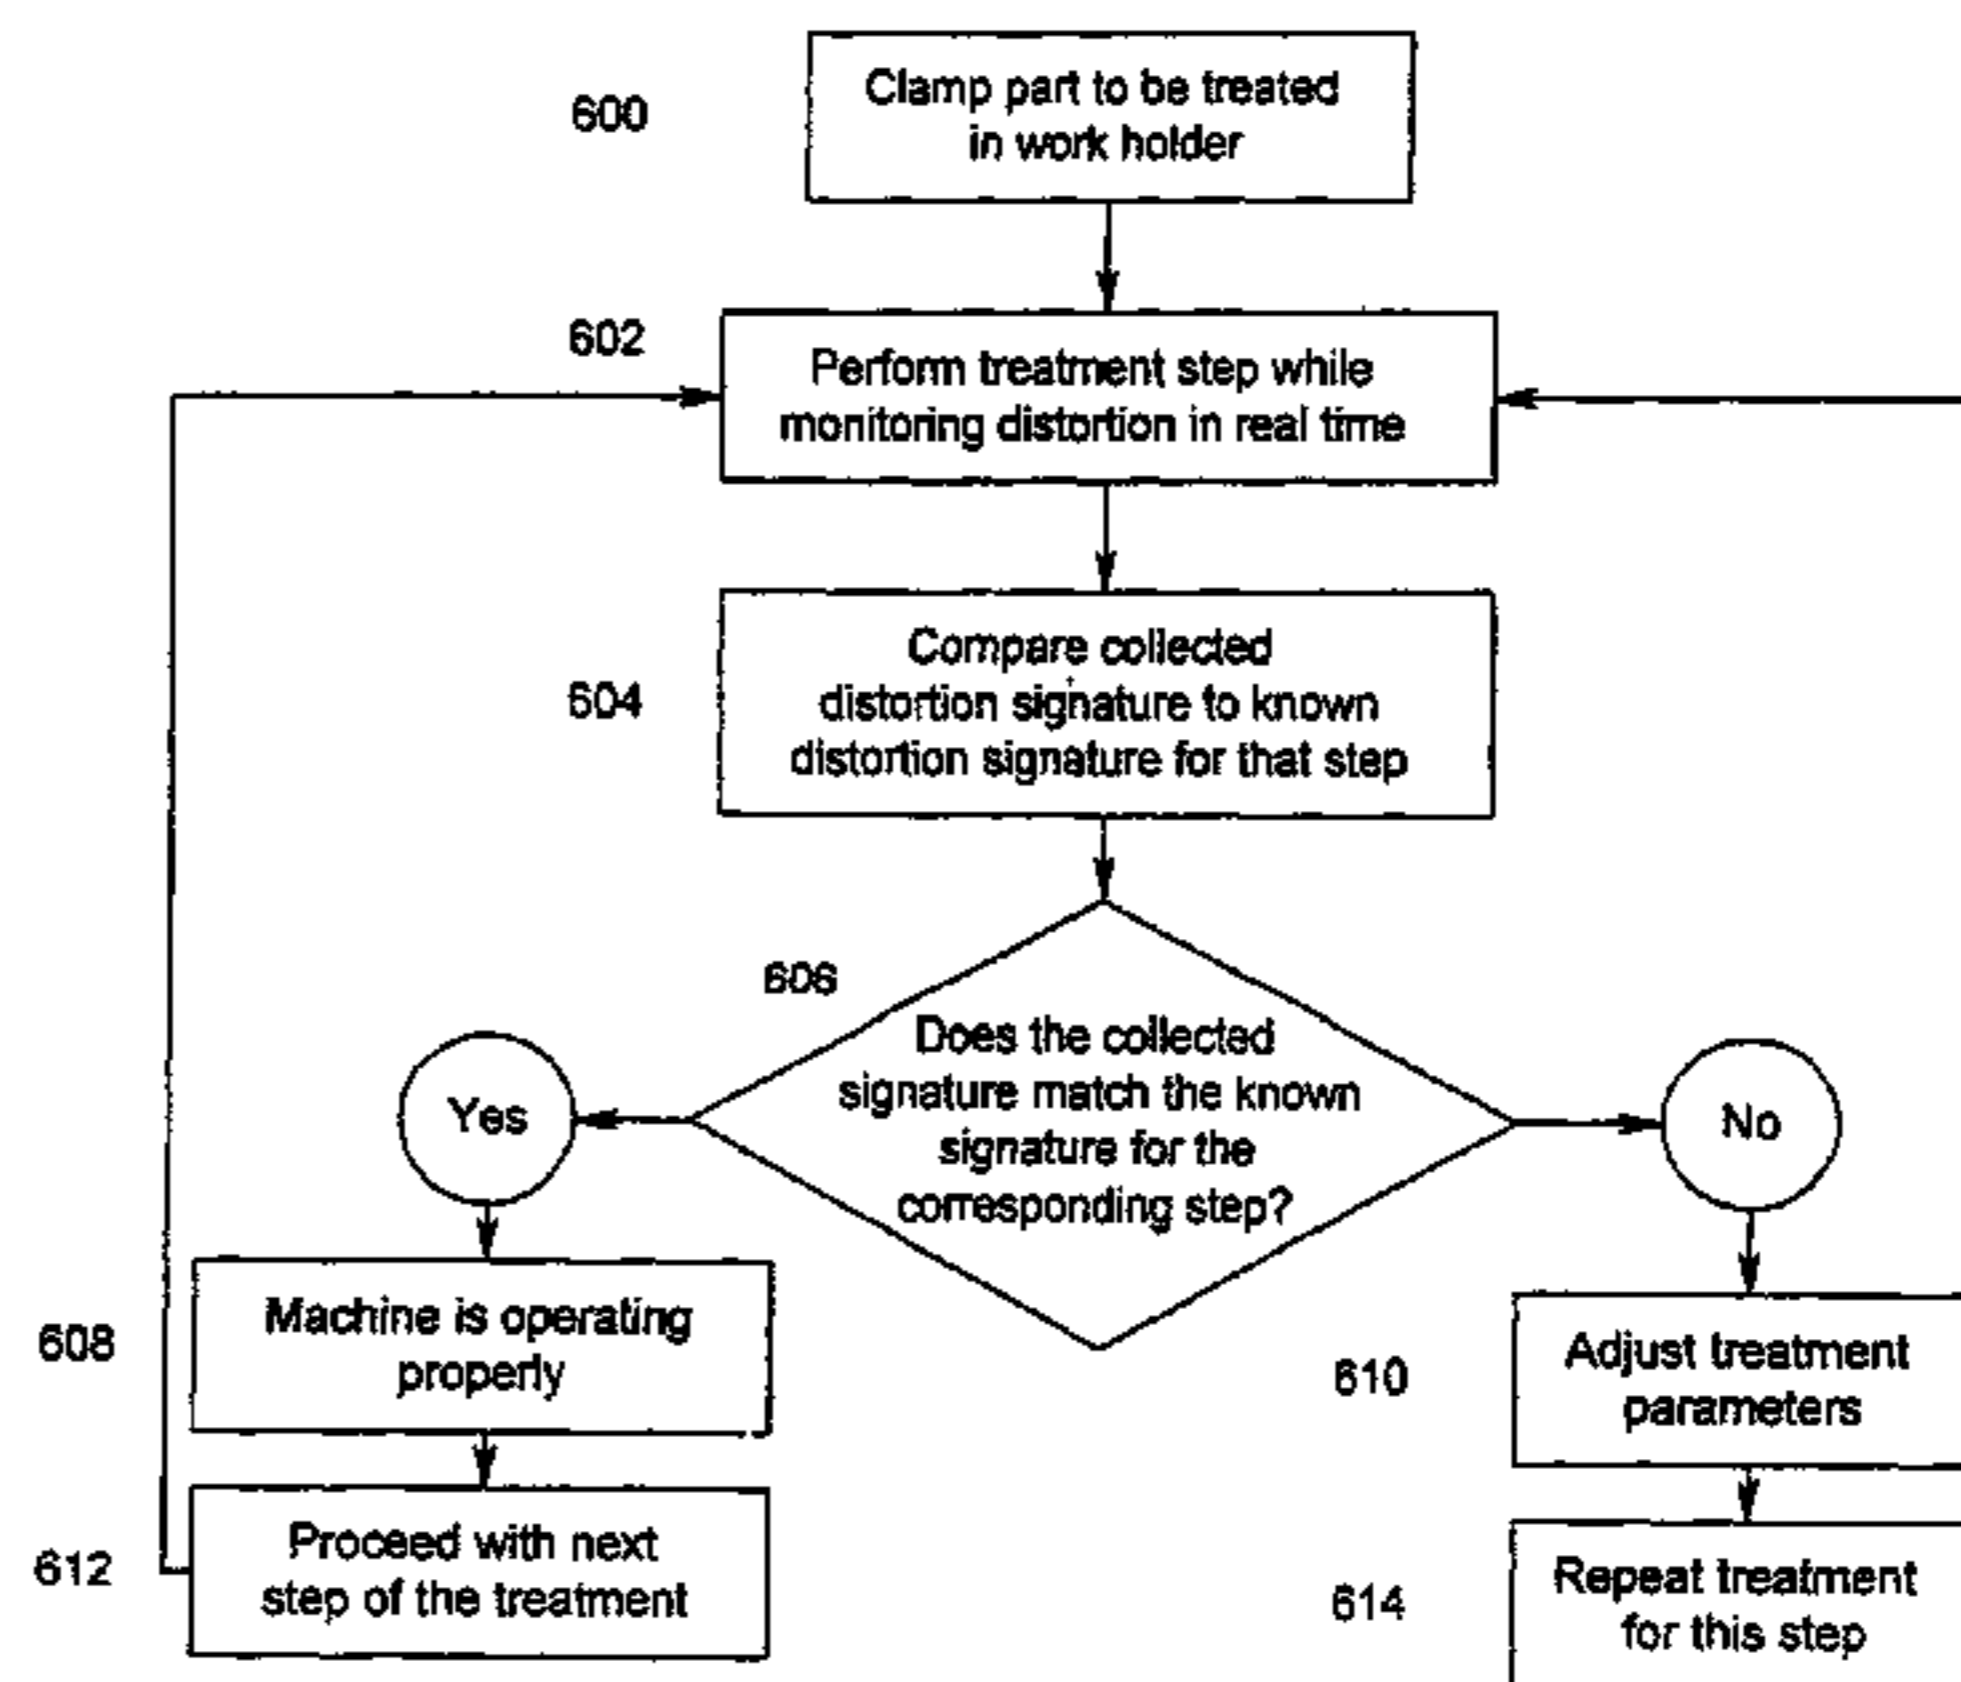 600
Clamp part to be treated
in work holder
602
Perform treatment step while
monitoring distortion in real time
604
Compare collected
distortion signature to known
distortion signature for that step
606
Does the collected
signature match the known
signature for the
corresponding step?
Yes
No
608
Machine is operating
properly
610
Adjust treatment
parameters
612
Proceed with next
step of the treatment
614
Repeat treatment
for this step